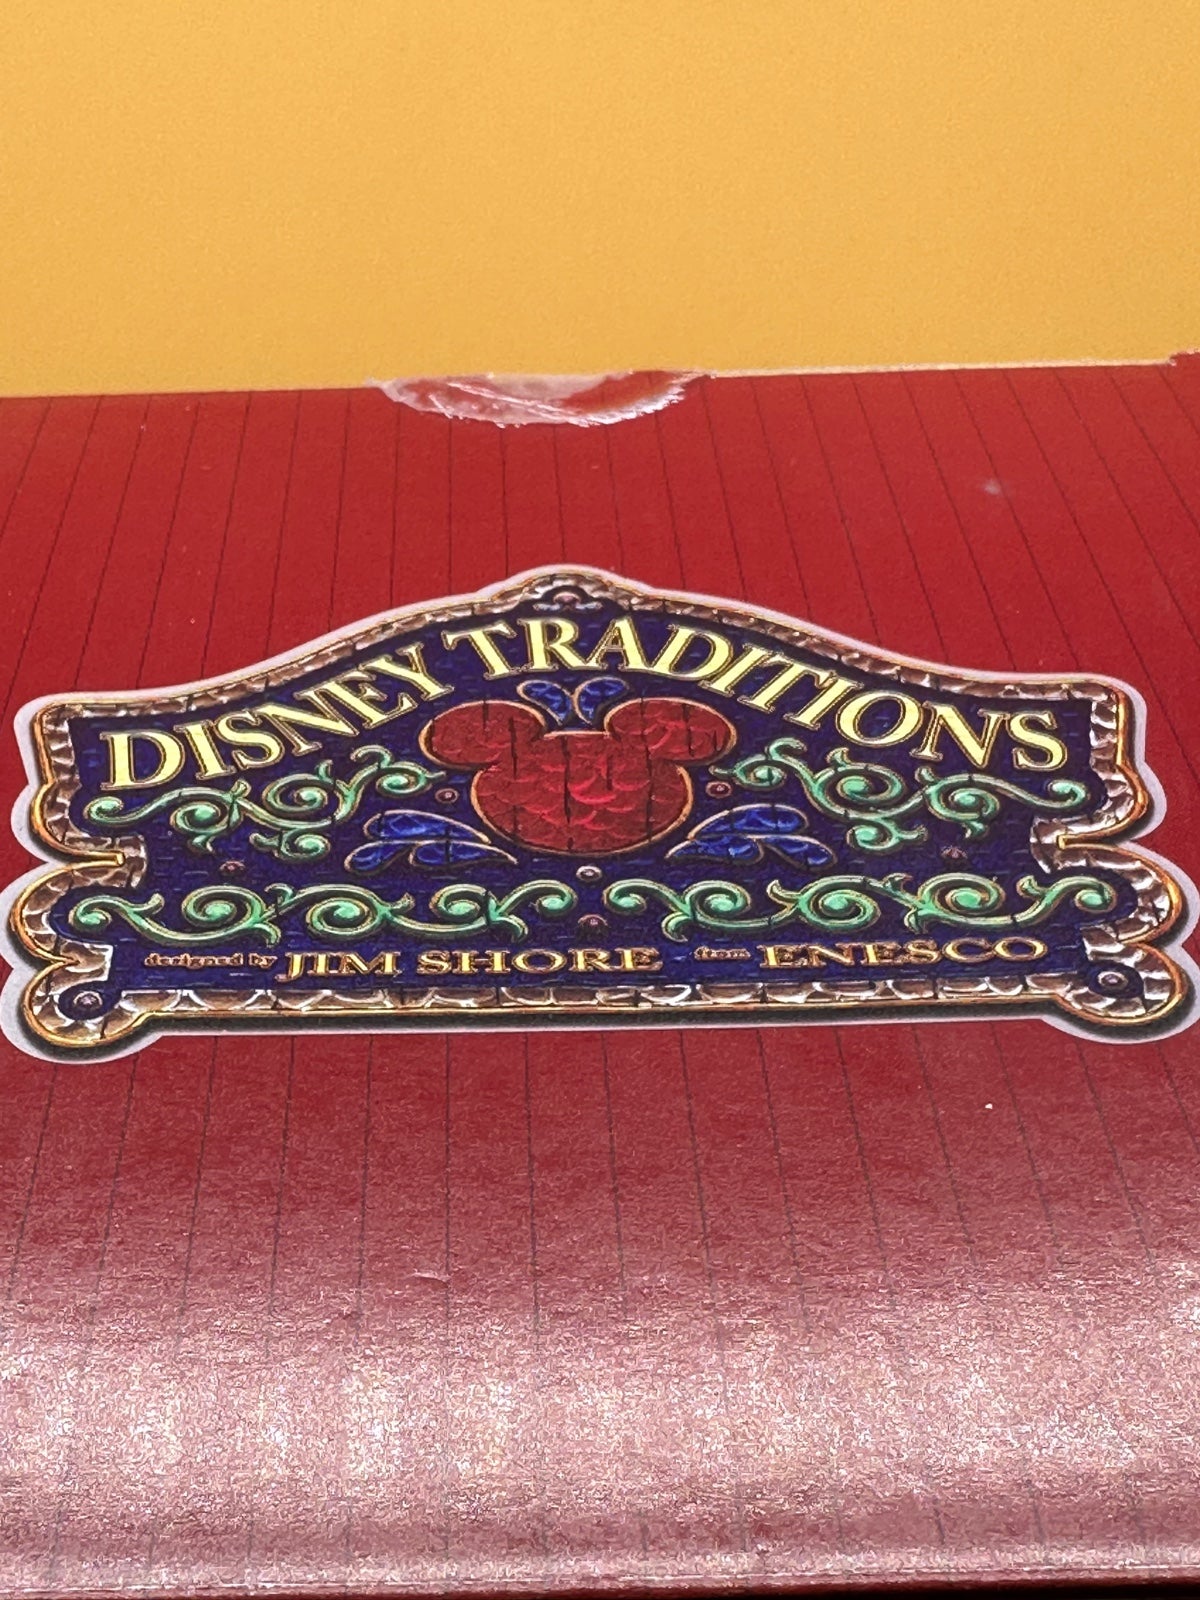 DISNEY TRADITIONS
designed by JIM SHORE from ENESCO